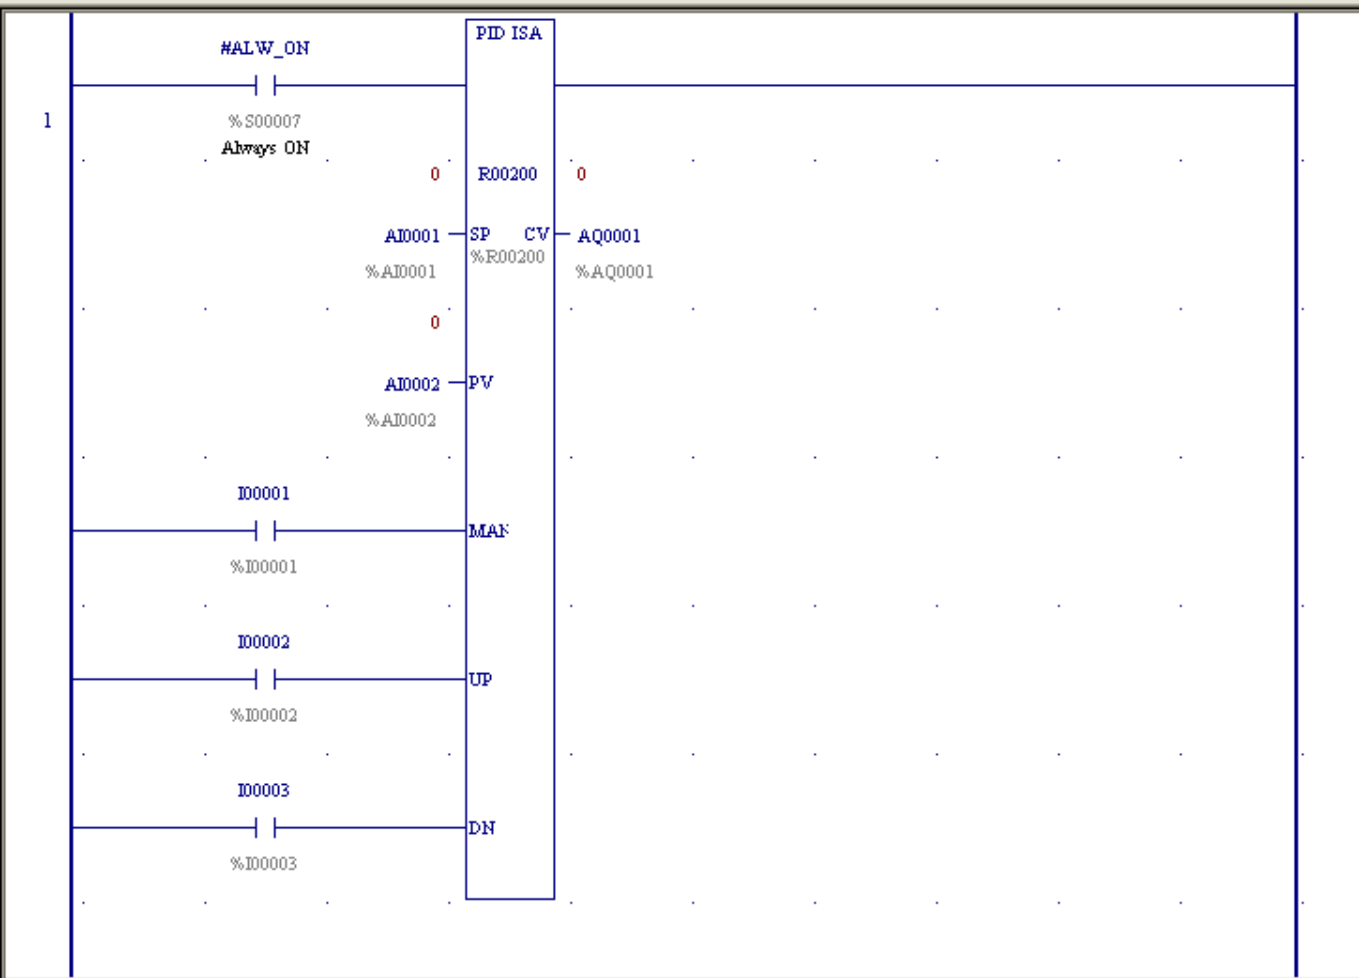 PID ISA
#ALW_ON
1
%S00007
Always ON
0 R00200 0
AI0001 SP CV AQ0001
%AI0001 %R00200 %AQ0001
0
AI0002 PV
%AI0002
I00001
MAN
%I00001
I00002
UP
%I00002
I00003
DN
%I00003